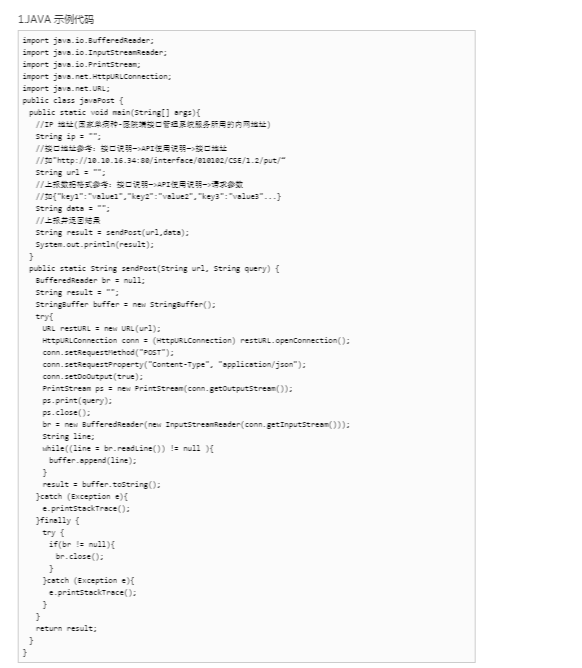 1.JAVA 示例代码
import java.io.BufferedReader;
import java.io.InputStreamReader;
import java.io.PrintStream;
import java.net.HttpURLConnection;
import java.net.URL;
public class javaPost {
public static void main(String[] args){
//IP 地址(国家单病种-医院端接口管理系统服务所用的内网地址)
String ip = "";
//接口地址参考: 接口说明->API使用说明->接口地址
//如"http://10.10.16.34:80/interface/010102/CSE/1.2/put/"
String url = "";
//上报数据格式参考: 接口说明->API使用说明->请求参数
//如{"key1":"value1","key2":"value2","key3":"value3"...}
String data = "";
//上报并返回结果
String result = sendPost(url,data);
System.out.println(result);
}
public static String sendPost(String url, String query) {
BufferedReader br = null;
String result = "";
StringBuffer buffer = new StringBuffer();
try{
URL restURL = new URL(url);
HttpURLConnection conn = (HttpURLConnection) restURL.openConnection();
conn.setRequestMethod("POST");
conn.setRequestProperty("Content-Type", "application/json");
conn.setDoOutput(true);
PrintStream ps = new PrintStream(conn.getOutputStream());
ps.print(query);
ps.close();
br = new BufferedReader(new InputStreamReader(conn.getInputStream()));
String line;
while((line = br.readLine()) != null ){
buffer.append(line);
}
result = buffer.toString();
}catch (Exception e){
e.printStackTrace();
}finally {
try {
if(br != null){
br.close();
}
}catch (Exception e){
e.printStackTrace();
}
}
return result;
}
}